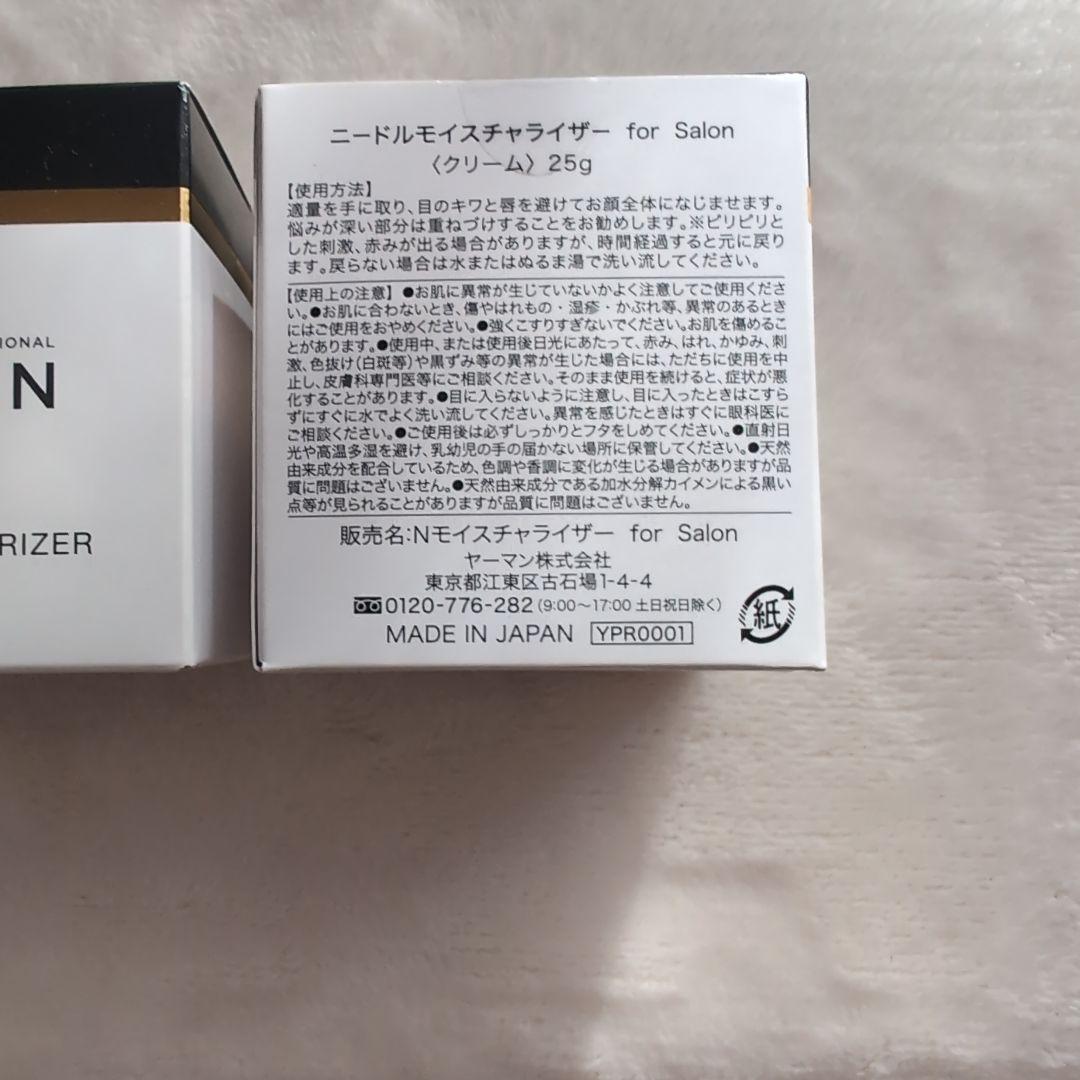 IONAL
N
RIZER
ニードルモイスチャライザー for Salon
〈クリーム〉25g
【使用方法】
適量を手に取り、目のキワと唇を避けてお顔全体になじませます。
悩みが深い部分は重ねづけすることをお勧めします。※ピリピリと
した刺激、赤みが出る場合がありますが、時間経過すると元に戻り
ます。戻らない場合は水またはぬるま湯で洗い流してください。
【使用上の注意】●お肌に異常が生じていないかよく注意してご使用くださ
い。●お肌に合わないとき、傷やはれもの・湿疹・かぶれ等、異常のあるとき
にはご使用をおやめください。●強くこすりすぎないでください。お肌を傷めるこ
とがあります。●使用中、または使用後日光にあたって、赤み、はれ、かゆみ、刺
激、色抜け(白斑等)や黒ずみ等の異常が生じた場合には、ただちに使用を中
止し、皮膚科専門医等にご相談ください。そのまま使用を続けると、症状が悪
化することがあります。●目に入らないように注意し、目に入ったときはこすら
ずにすぐに水でよく洗い流してください。異常を感じたときはすぐに眼科医に
ご相談ください。●ご使用後は必ずしっかりとフタをしめてください。●直射日
光や高温多湿を避け、乳幼児の手の届かない場所に保管してください。●天然
由来成分を配合しているため、色調や香調に変化が生じる場合がありますが品
質に問題はございません。●天然由来成分である加水分解カイメンによる黒い
点等が見られることがありますが品質に問題はございません。
販売名:Nモイスチャライザー for Salon
ヤーマン株式会社
東京都江東区古石場1-4-4
0120-776-282(9:00〜17:00 土日祝日除く)
MADE IN JAPAN YPR0001
紙